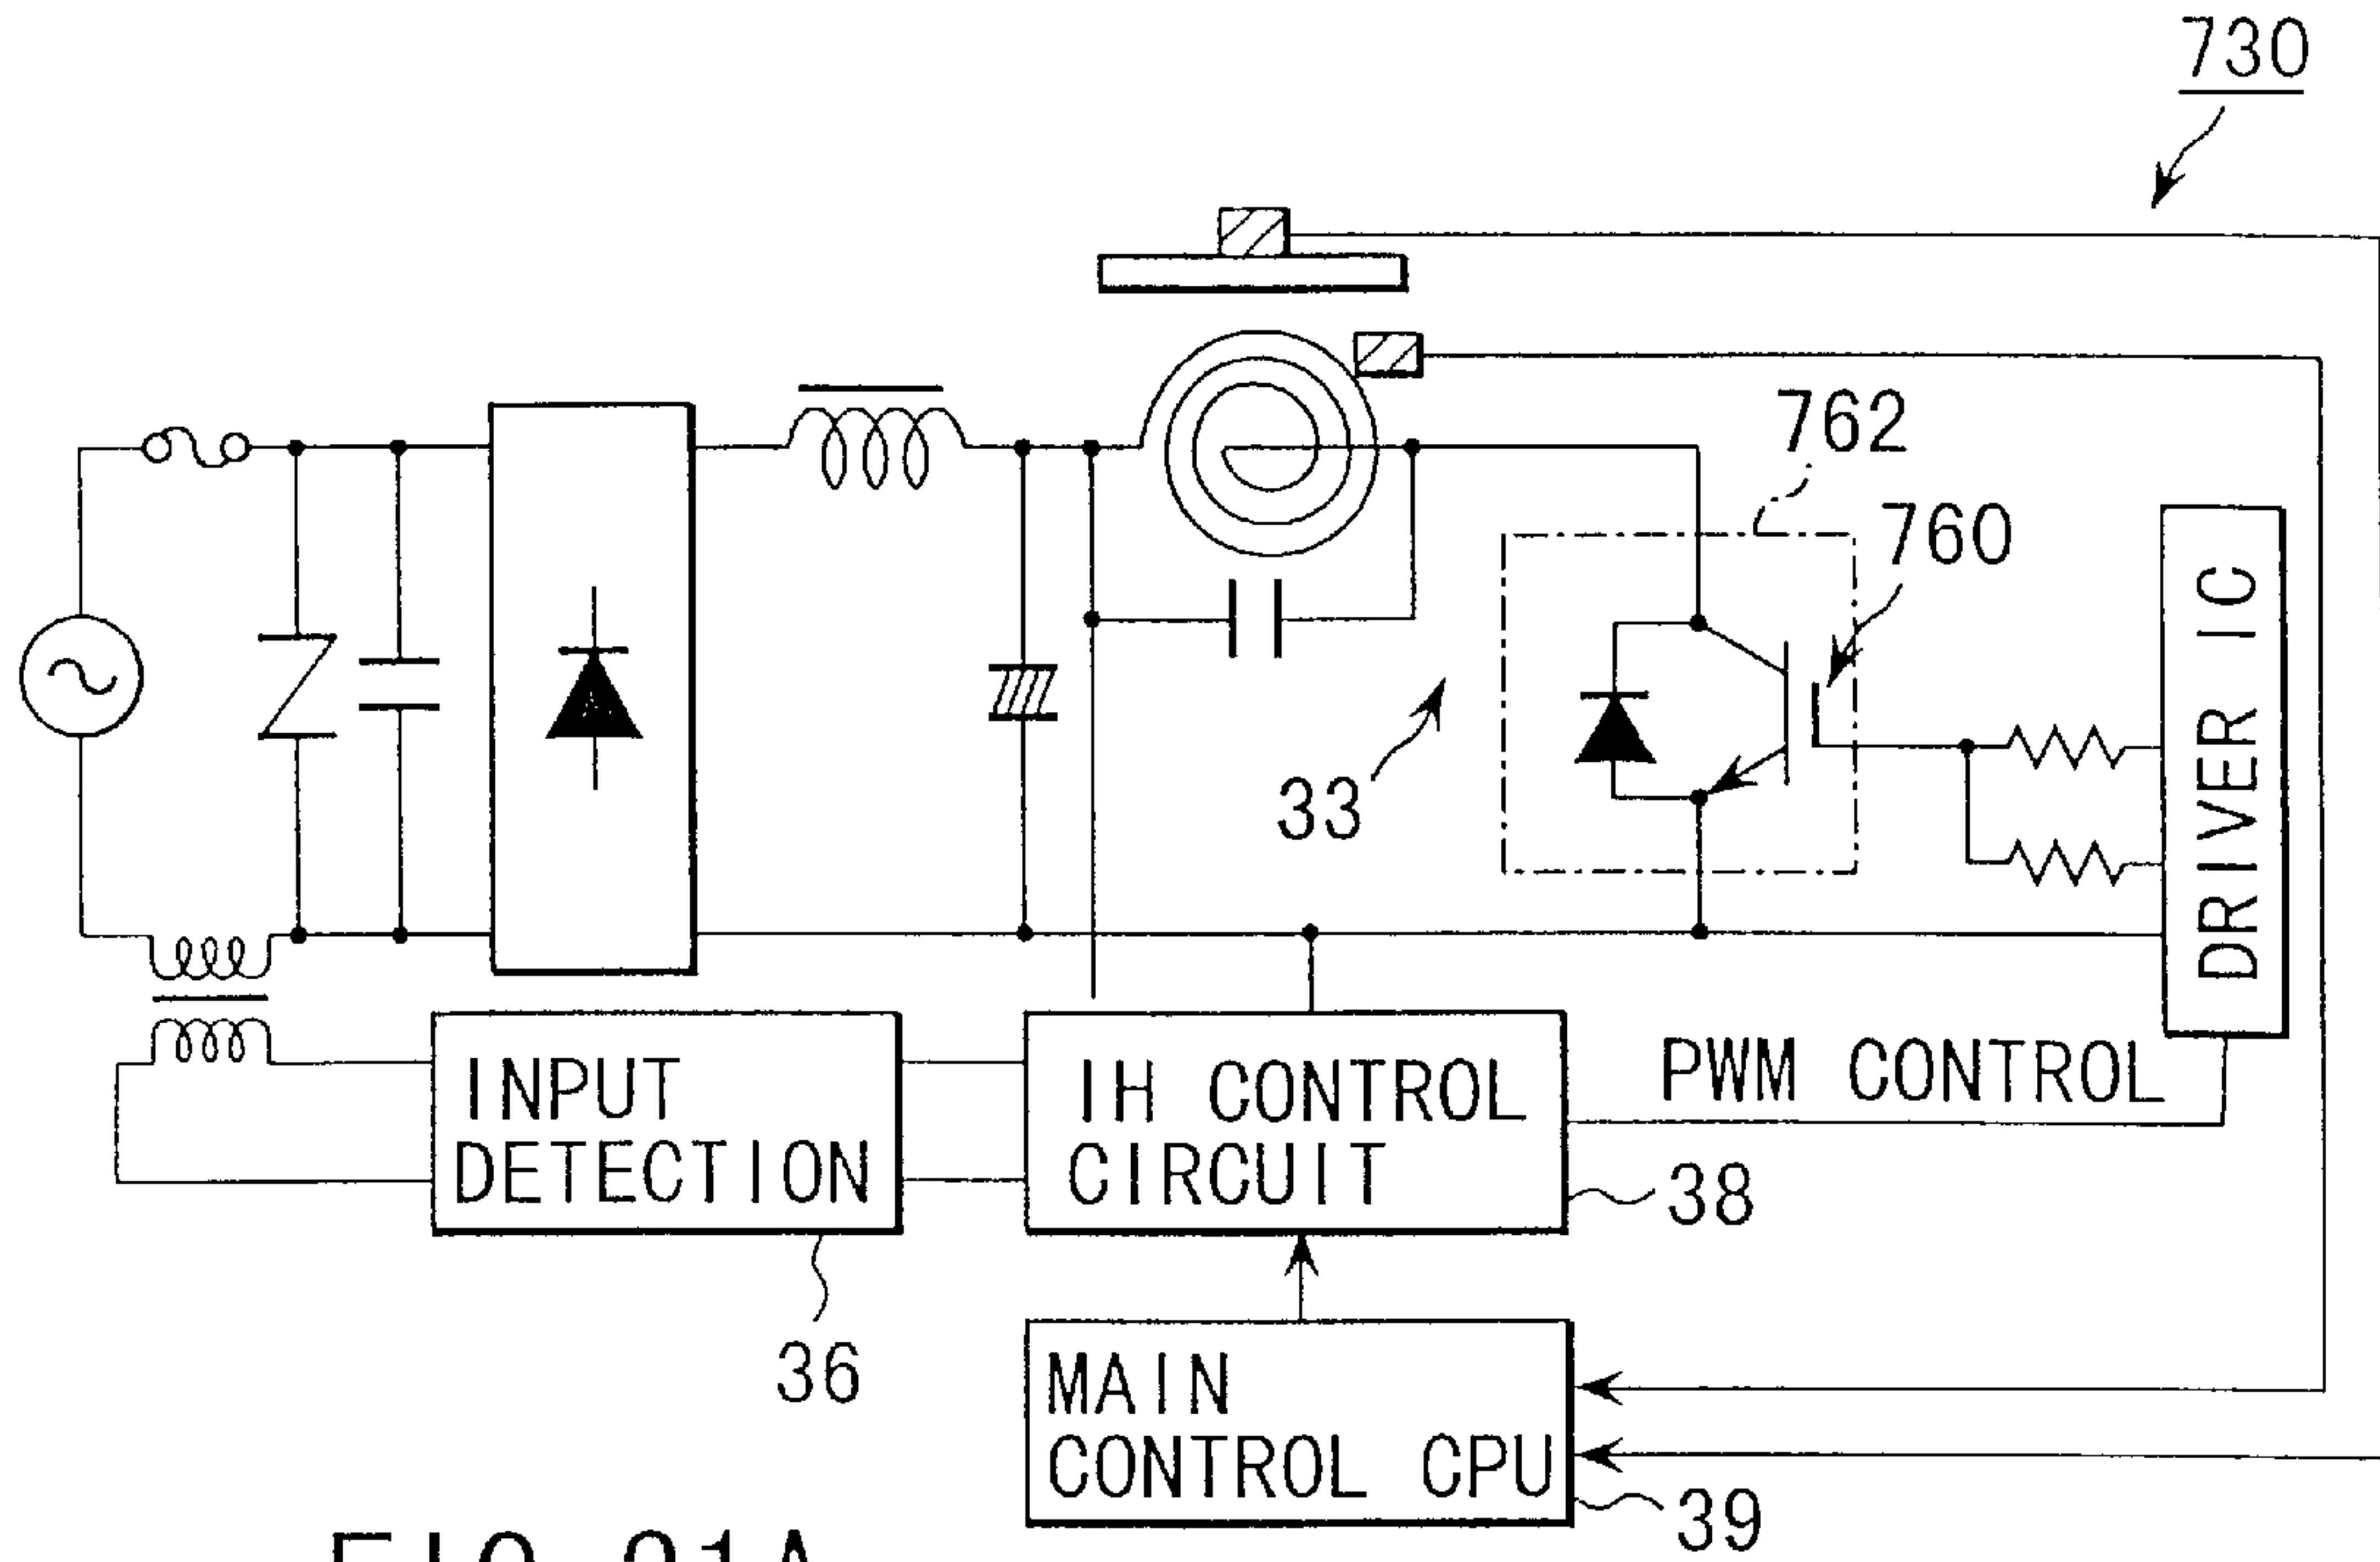 730
762
760
33
DRIVER IC
PWM CONTROL
INPUT
DETECTION
IH CONTROL
CIRCUIT
38
36
MAIN
CONTROL CPU
39